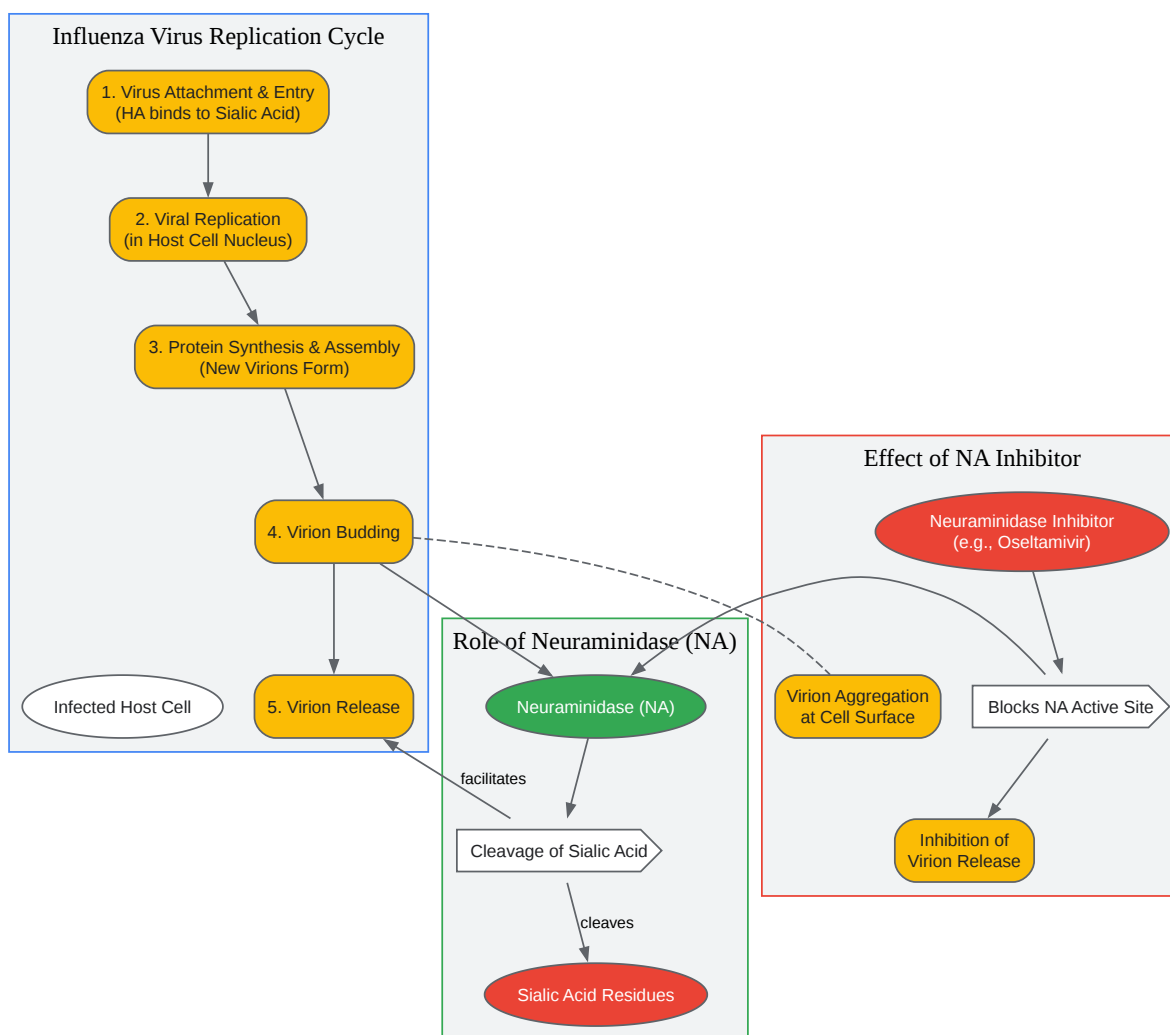 Influenza Virus Replication Cycle
1. Virus Attachment & Entry
(HA binds to Sialic Acid)
2. Viral Replication
(in Host Cell Nucleus)
3. Protein Synthesis & Assembly
(New Virions Form)
4. Virion Budding
Infected Host Cell
5. Virion Release
Role of Neuraminidase (NA)
Neuraminidase (NA)
facilitates
Cleavage of Sialic Acid
cleaves
Sialic Acid Residues
Effect of NA Inhibitor
Neuraminidase Inhibitor
(e.g., Oseltamivir)
Virion Aggregation
at Cell Surface
Blocks NA Active Site
Inhibition of
Virion Release